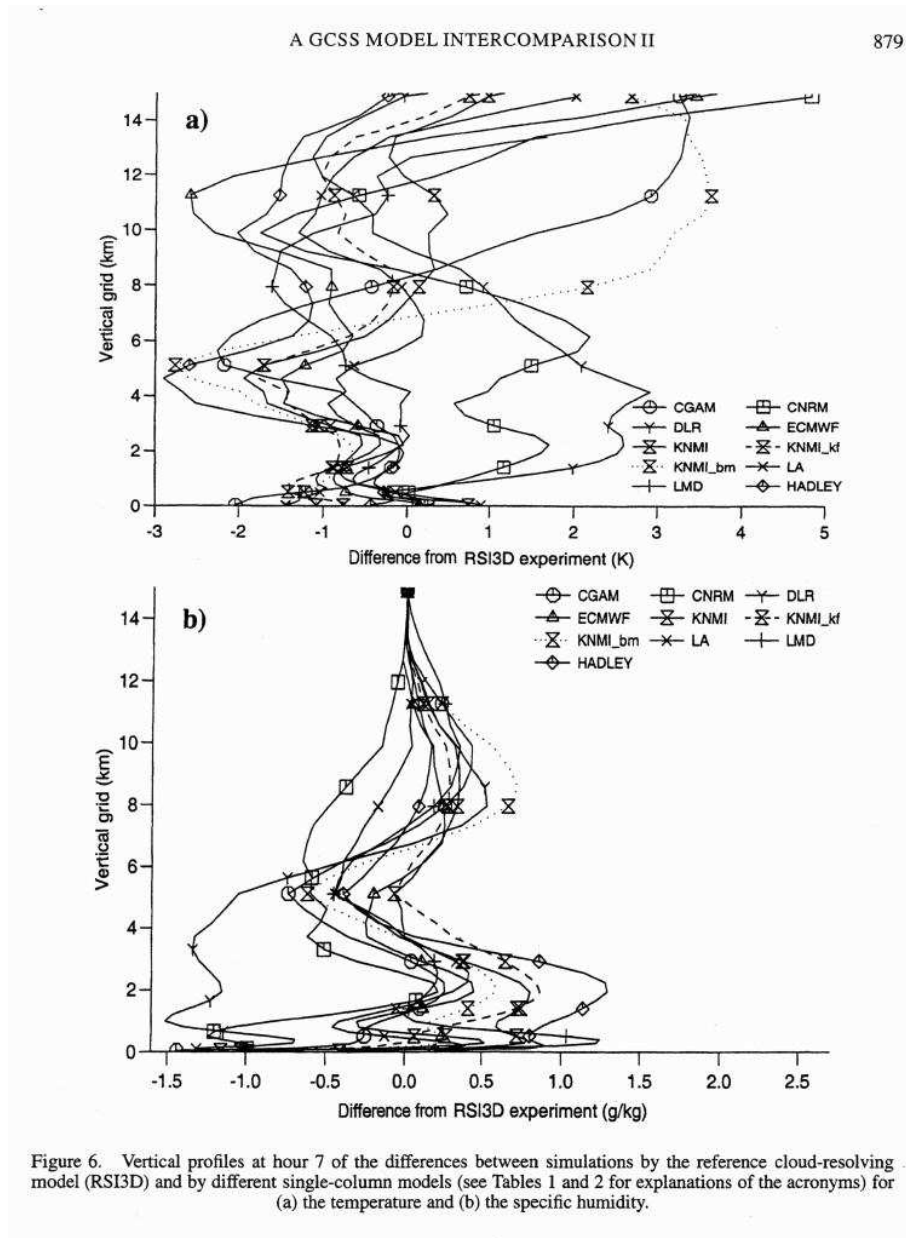 A GCSS MODEL INTERCOMPARISON II
879
a)
14
12
10
8
6
4
2
0
Vertical grid (km)
CGAM CNRM
DLR ECMWF
KNMI KNMI_kf
KNMI_bm LA
LMD HADLEY
-3 -2 -1 0 1 2 3 4 5
Difference from RSI3D experiment (K)
b)
14
12
10
8
6
4
2
0
Vertical grid (km)
CGAM CNRM DLR
ECMWF KNMI KNMI_kf
KNMI_bm LA LMD
HADLEY
-1.5 -1.0 -0.5 0.0 0.5 1.0 1.5 2.0 2.5
Difference from RSI3D experiment (g/kg)
Figure 6. Vertical profiles at hour 7 of the differences between simulations by the reference cloud-resolving
model (RSI3D) and by different single-column models (see Tables 1 and 2 for explanations of the acronyms) for
(a) the temperature and (b) the specific humidity.